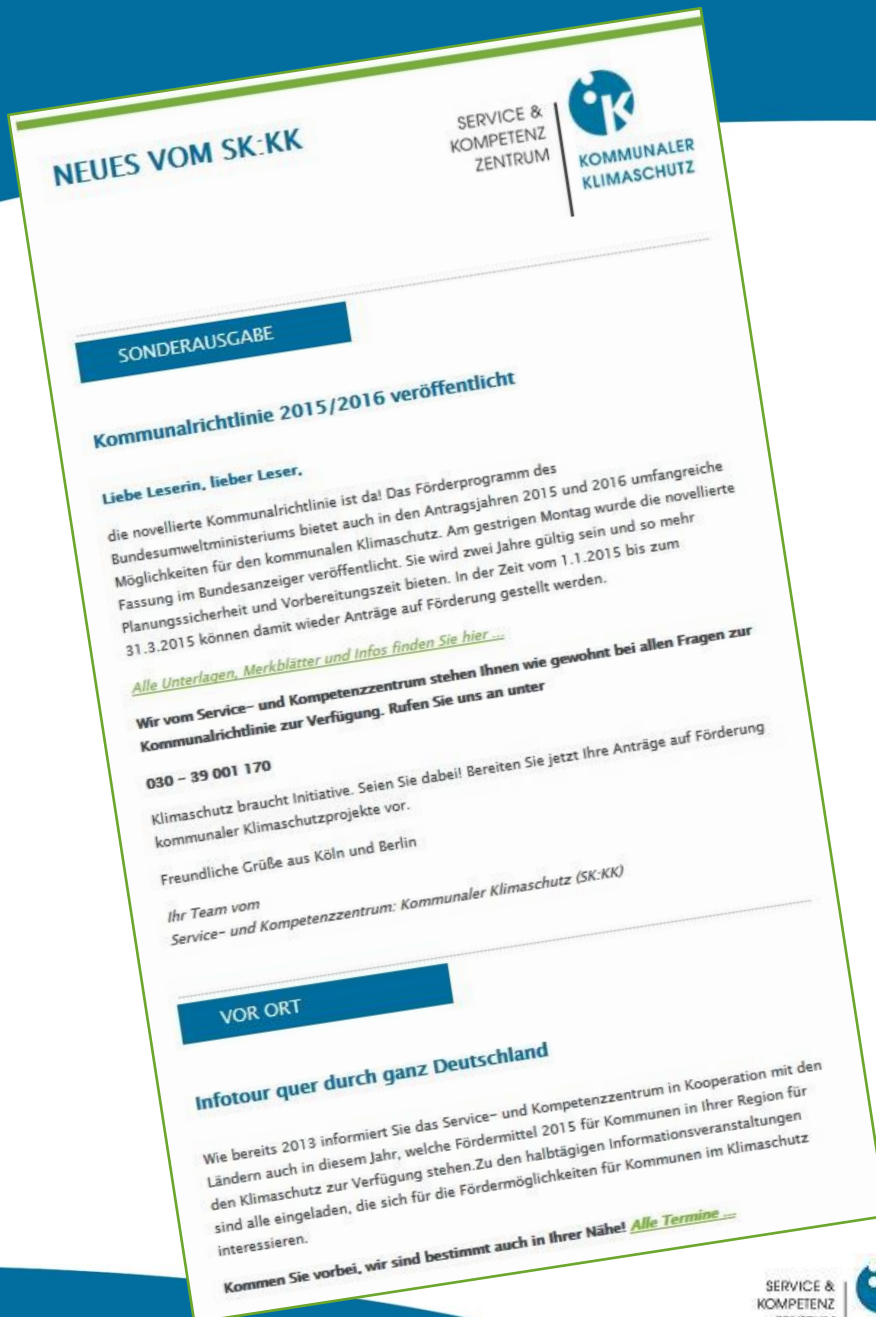 NEUES VOM SK:KK
SERVICE &
KOMPETENZ
ZENTRUM
KOMMUNALER
KLIMASCHUTZ
SONDERAUSGABE
Kommunalrichtlinie 2015/2016 veröffentlicht
Liebe Leserin, lieber Leser,
die novellierte Kommunalrichtlinie ist da! Das Förderprogramm des
Bundesumweltministeriums bietet auch in den Antragsjahren 2015 und 2016 umfangreiche
Möglichkeiten für den kommunalen Klimaschutz. Am gestrigen Montag wurde die novellierte
Fassung im Bundesanzeiger veröffentlicht. Sie wird zwei Jahre gültig sein und so mehr
Planungssicherheit und Vorbereitungszeit bieten. In der Zeit vom 1.1.2015 bis zum
31.3.2015 können damit wieder Anträge auf Förderung gestellt werden.
Alle Unterlagen, Merkblätter und Infos finden Sie hier ...
Wir vom Service- und Kompetenzzentrum stehen Ihnen wie gewohnt bei allen Fragen zur
Kommunalrichtlinie zur Verfügung. Rufen Sie uns an unter
030 – 39 001 170
Klimaschutz braucht Initiative. Seien Sie dabei! Bereiten Sie jetzt Ihre Anträge auf Förderung
kommunaler Klimaschutzprojekte vor.
Freundliche Grüße aus Köln und Berlin
Ihr Team vom
Service- und Kompetenzzentrum: Kommunaler Klimaschutz (SK:KK)
VOR ORT
Infotour quer durch ganz Deutschland
Wie bereits 2013 informiert Sie das Service- und Kompetenzzentrum in Kooperation mit den
Ländern auch in diesem Jahr, welche Fördermittel 2015 für Kommunen in Ihrer Region für
den Klimaschutz zur Verfügung stehen.Zu den halbtägigen Informationsveranstaltungen
sind alle eingeladen, die sich für die Fördermöglichkeiten für Kommunen im Klimaschutz
interessieren.
Kommen Sie vorbei, wir sind bestimmt auch in Ihrer Nähe! Alle Termine ...
SERVICE &
KOMPETENZ